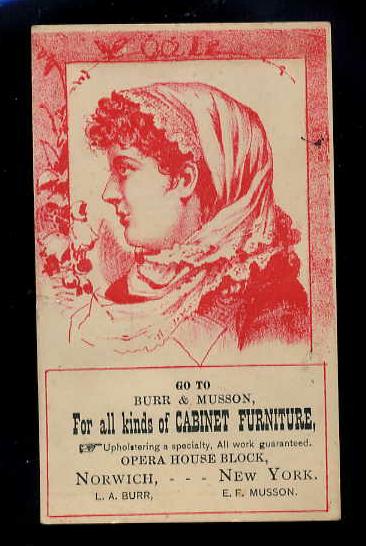 GO TO
BURR & MUSSON,
For all kinds of CABINET FURNITURE,
Upholstering a specialty, All work guaranteed.
OPERA HOUSE BLOCK,
NORWICH, - - - NEW YORK.
L. A. BURR, E. F. MUSSON.